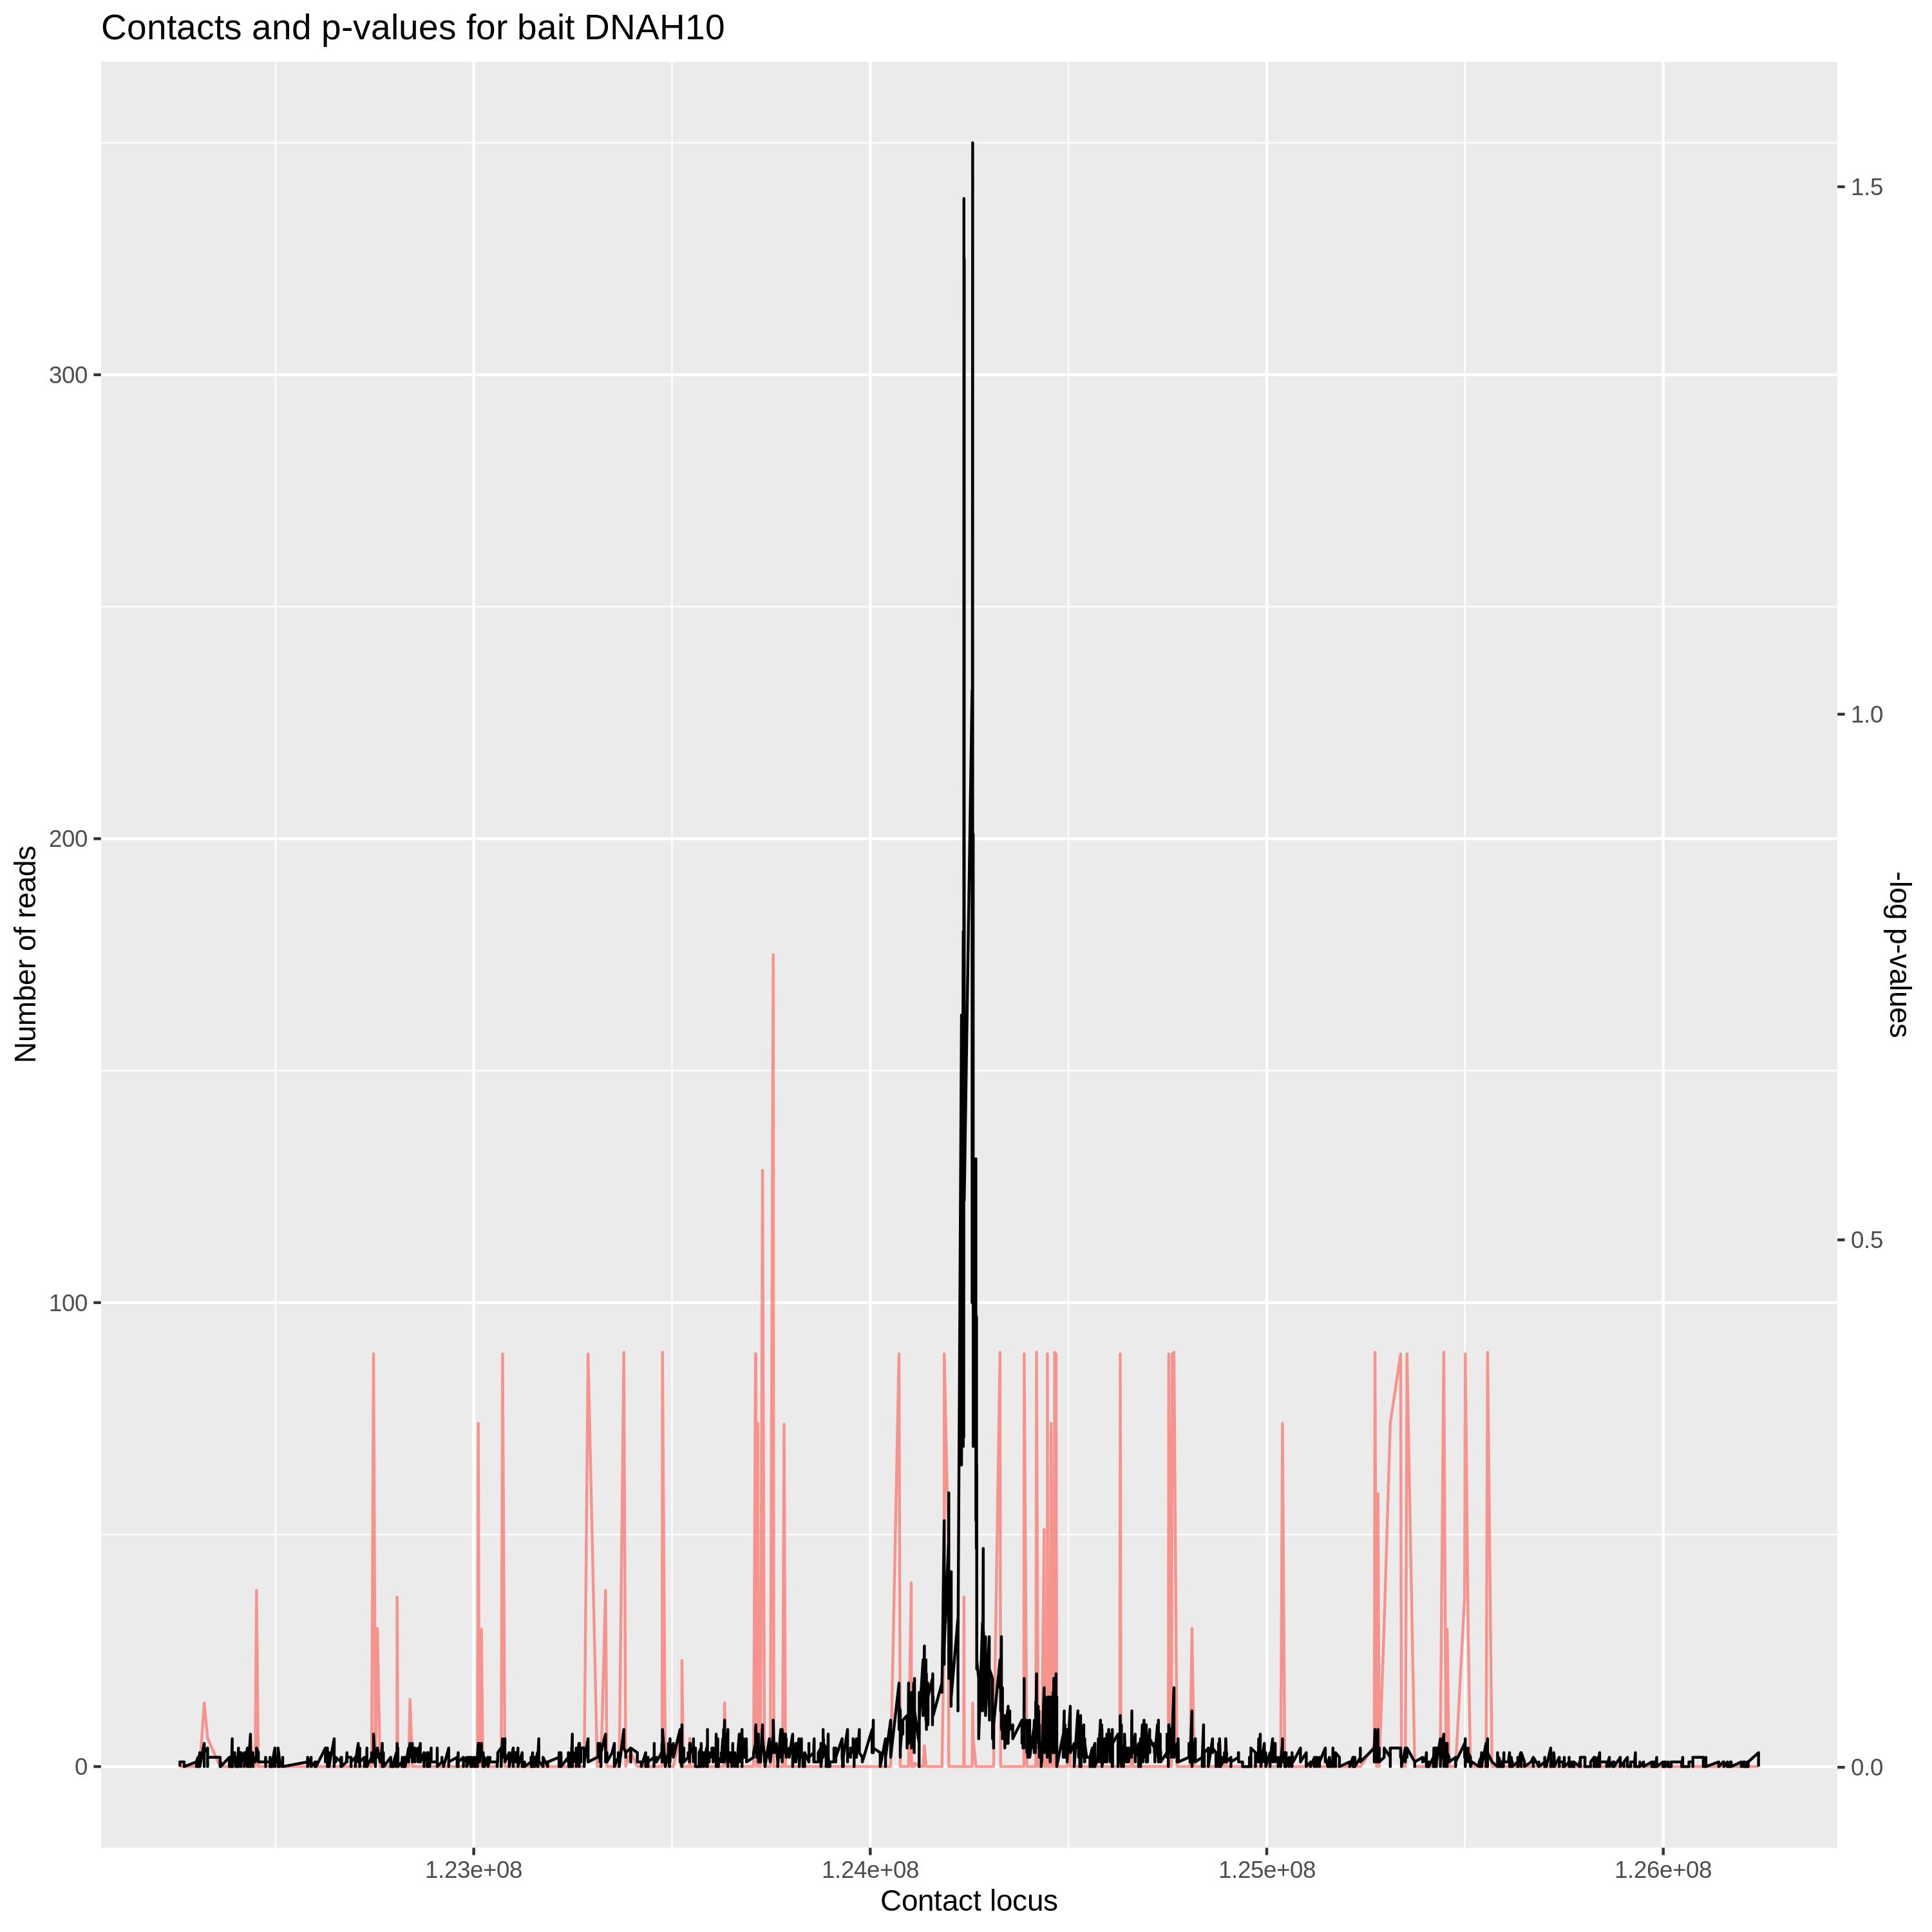 Contacts and p-values for bait DNAH10
Number of reads
300
200
100
0
1.5
1.0
0.5
0.0
-log p-values
1.23e+08
1.24e+08
1.25e+08
1.26e+08
Contact locus